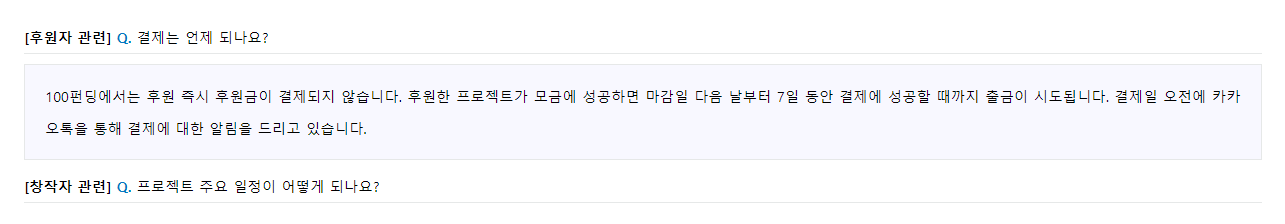 [후원자 관련] Q. 결제는 언제 되나요?
100펀딩에서는 후원 즉시 후원금이 결제되지 않습니다. 후원한 프로젝트가 모금에 성공하면 마감일 다음 날부터 7일 동안 결제에 성공할 때까지 출금이 시도됩니다. 결제일 오전에 카카
오톡을 통해 결제에 대한 알림을 드리고 있습니다.
[창작자 관련] Q. 프로젝트 주요 일정이 어떻게 되나요?